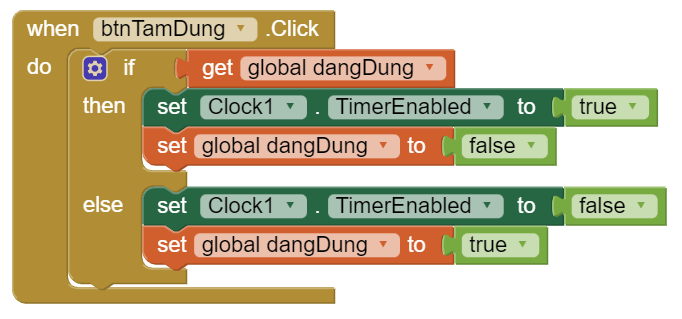 when btnTamDung .Click
do if get global dangDung
then set Clock1 . TimerEnabled to true
set global dangDung to false
else set Clock1 . TimerEnabled to false
set global dangDung to true